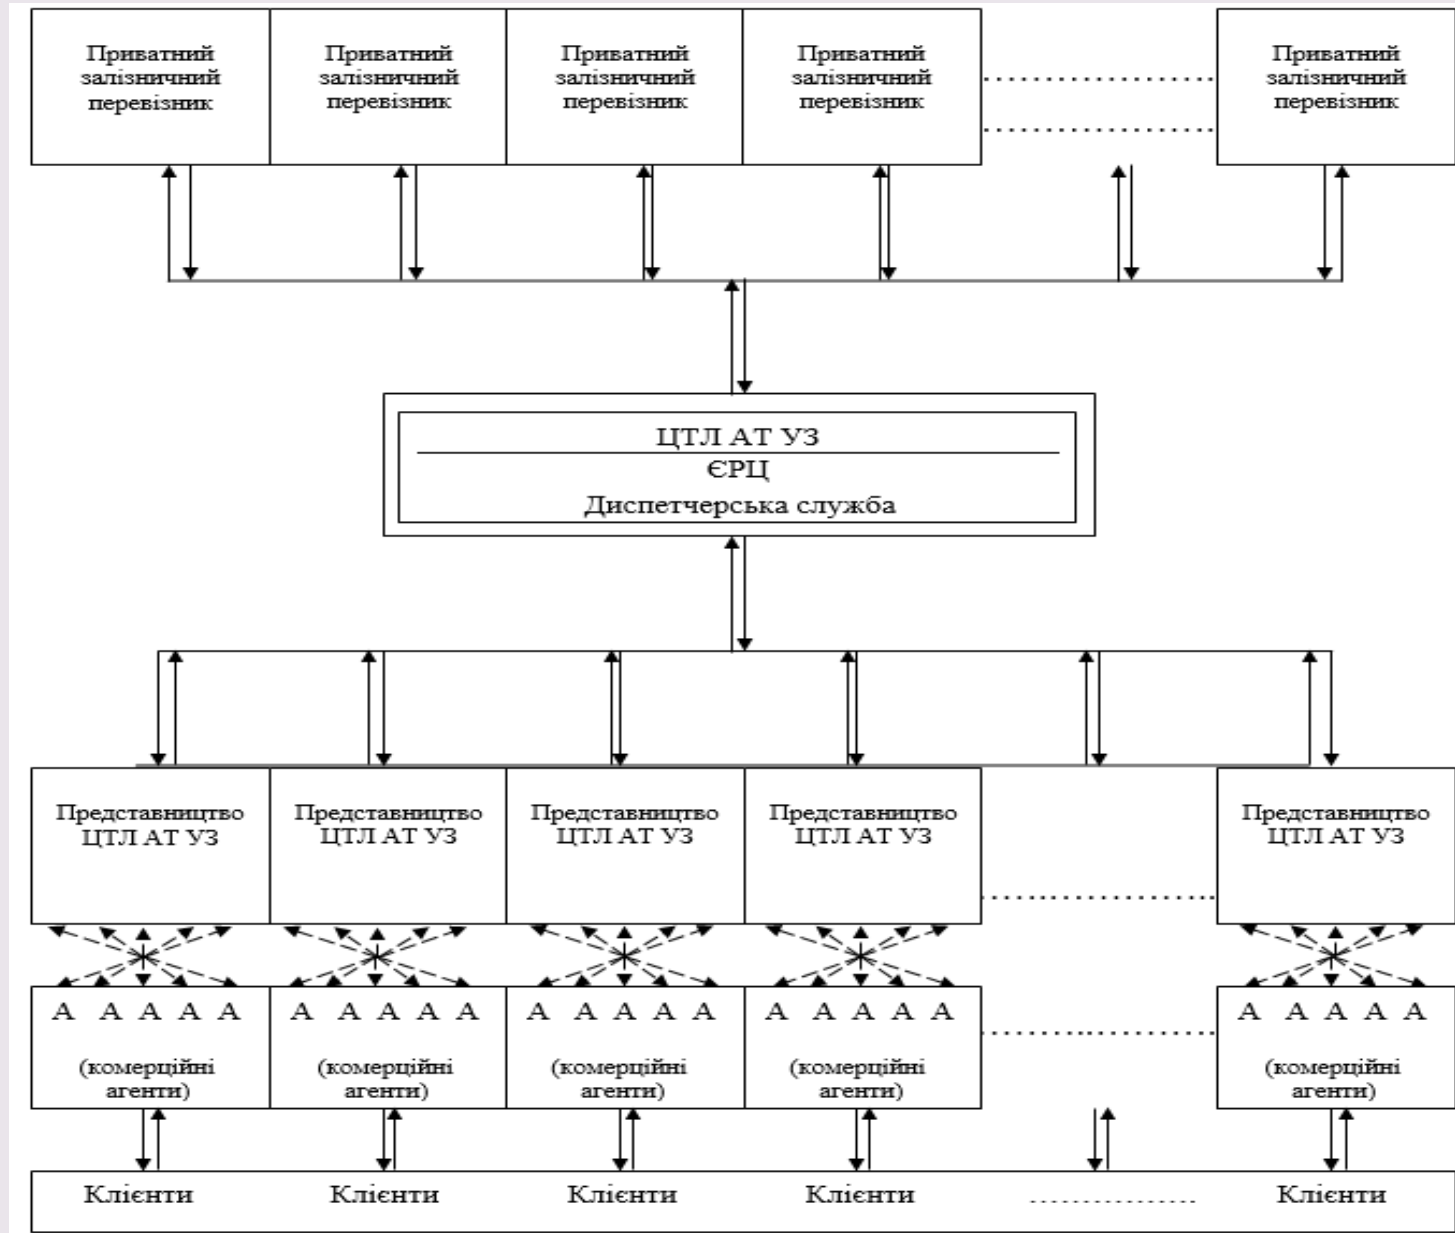 Приватний
залізничний
перевізник
Приватний
залізничний
перевізник
Приватний
залізничний
перевізник
Приватний
залізничний
перевізник
Приватний
залізничний
перевізник
ЦТЛ АТ УЗ
ЄРЦ
Диспетчерська служба
Представництво
ЦТЛ АТ УЗ
Представництво
ЦТЛ АТ УЗ
Представництво
ЦТЛ АТ УЗ
Представництво
ЦТЛ АТ УЗ
Представництво
ЦТЛ АТ УЗ
А А А А А
(комерційні
агенти)
А А А А А
(комерційні
агенти)
А А А А А
(комерційні
агенти)
А А А А А
(комерційні
агенти)
А А А А А
(комерційні
агенти)
Клієнти Клієнти Клієнти Клієнти ................. Клієнти